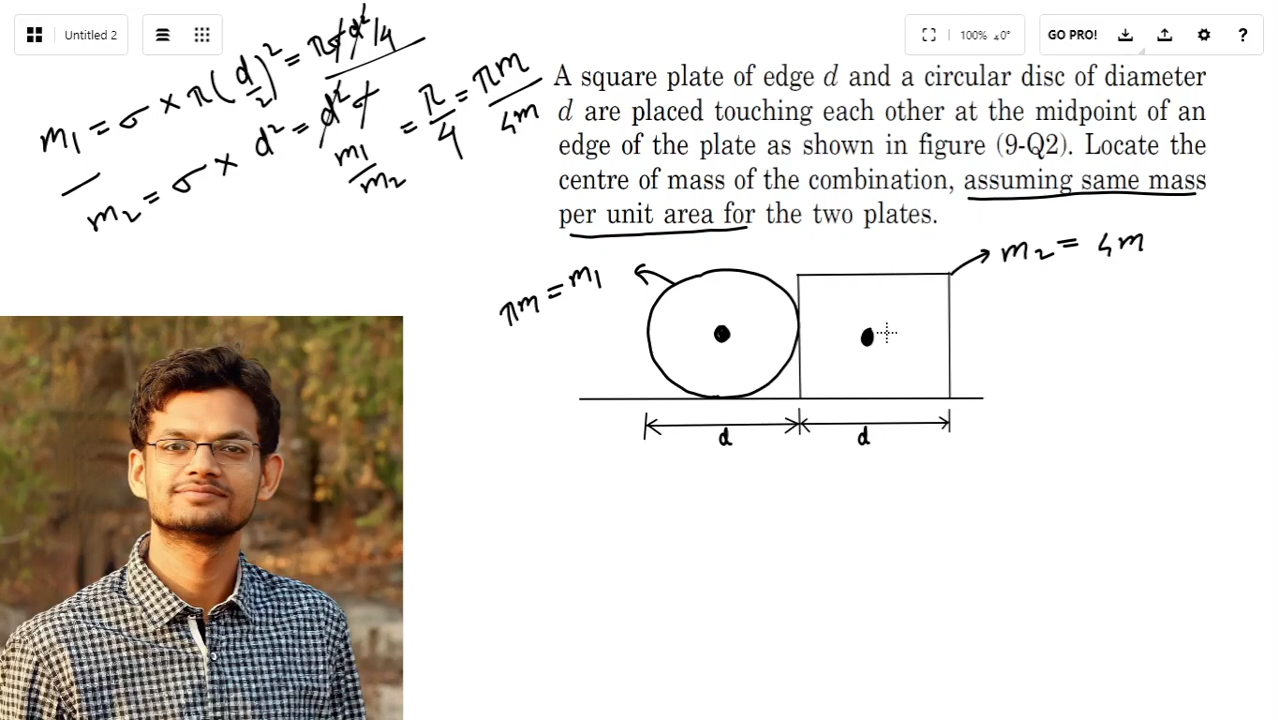 Untitled 2
100% ∡0°
GO PRO!
?
m₁ = σ × π(d/2)² = πσd²/4
m₂ = σ × d² = d²σ
m₁/m₂ = π/4 = πm/4m
A square plate of edge d and a circular disc of diameter
d are placed touching each other at the midpoint of an
edge of the plate as shown in figure (9-Q2). Locate the
centre of mass of the combination, assuming same mass
per unit area for the two plates.
πm = m₁
m₂ = 4m
d
d